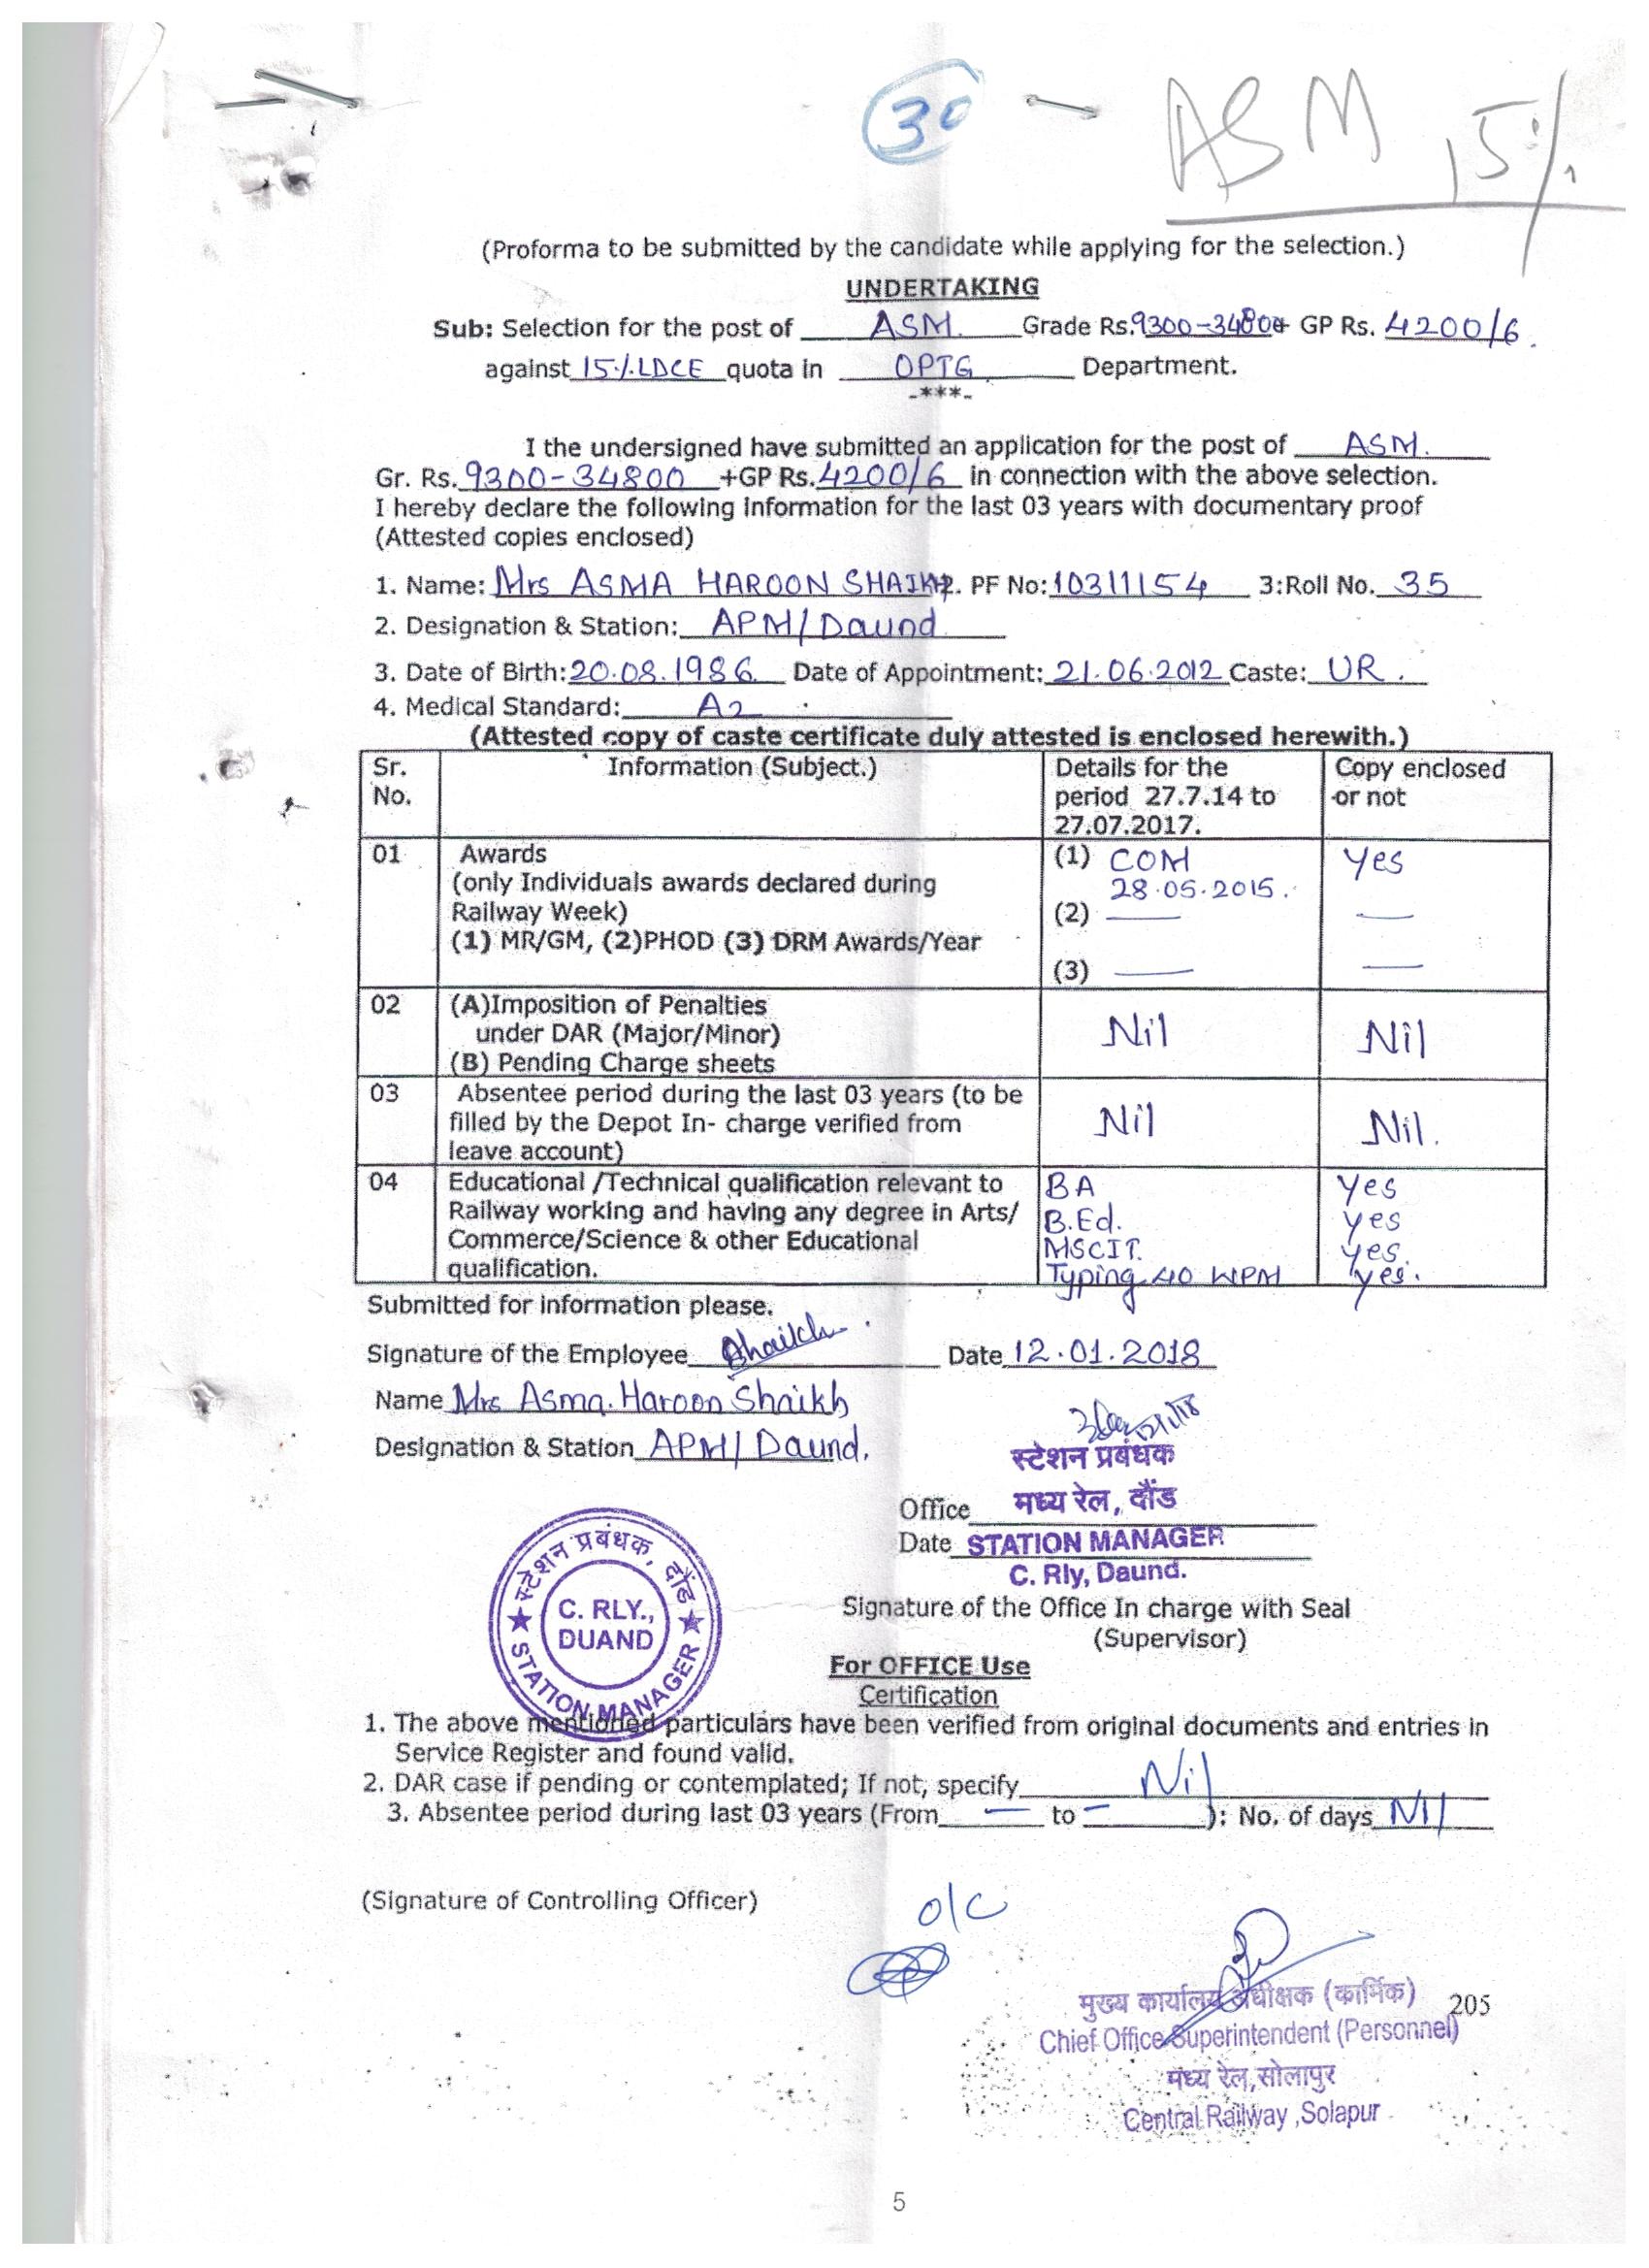 30
ASM 15%
(Proforma to be submitted by the candidate while applying for the selection.)
UNDERTAKING
Sub: Selection for the post of ASM. Grade Rs.9300-34800+ GP Rs. 4200/6.
against 15%LDCE quota in OPTG Department.
-***-
I the undersigned have submitted an application for the post of ASM.
Gr. Rs. 9300-34800 +GP Rs. 4200/6 in connection with the above selection.
I hereby declare the following information for the last 03 years with documentary proof
(Attested copies enclosed)
1. Name: Mrs ASMA HAROON SHAIKH 2. PF No: 10311154 3:Roll No. 35
2. Designation & Station: APM/Daund
3. Date of Birth: 20.08.1986 Date of Appointment: 21.06.2012 Caste: UR.
4. Medical Standard: A2
(Attested copy of caste certificate duly attested is enclosed herewith.)
Sr. Information (Subject.) Details for the Copy enclosed
No. period 27.7.14 to or not
27.07.2017.
01 Awards (1) COM Yes
(only Individuals awards declared during 28.05.2015.
Railway Week) (2) — —
(1) MR/GM, (2)PHOD (3) DRM Awards/Year
(3) — —
02 (A)Imposition of Penalties
under DAR (Major/Minor) Nil Nil
(B) Pending Charge sheets
03 Absentee period during the last 03 years (to be
filled by the Depot In- charge verified from Nil Nil.
leave account)
04 Educational /Technical qualification relevant to BA Yes
Railway working and having any degree in Arts/ B.Ed. Yes
Commerce/Science & other Educational MSCIT. Yes.
qualification. Typing 40 WPM Yes.
Submitted for information please.
Signature of the Employee Shaikh. Date 12.01.2018
Name Mrs Asma. Haroon Shaikh
Designation & Station APM/Daund.
स्टेशन प्रबंधक
Office मध्य रेल, दौंड
Date STATION MANAGER
C. Rly, Daund.
स्टेशन प्रबंधक, दौंड
C. RLY.,
DUAND
STATION MANAGER
Signature of the Office In charge with Seal
(Supervisor)
For OFFICE Use
Certification
1. The above mentioned particulars have been verified from original documents and entries in
Service Register and found valid.
2. DAR case if pending or contemplated; If not, specify Nil
3. Absentee period during last 03 years (From — to — ): No. of days Nil
(Signature of Controlling Officer)
O/C
मुख्य कार्यालय अधीक्षक (कार्मिक)
205
Chief Office Superintendent (Personnel)
मध्य रेल,सोलापुर
Central Railway ,Solapur
5